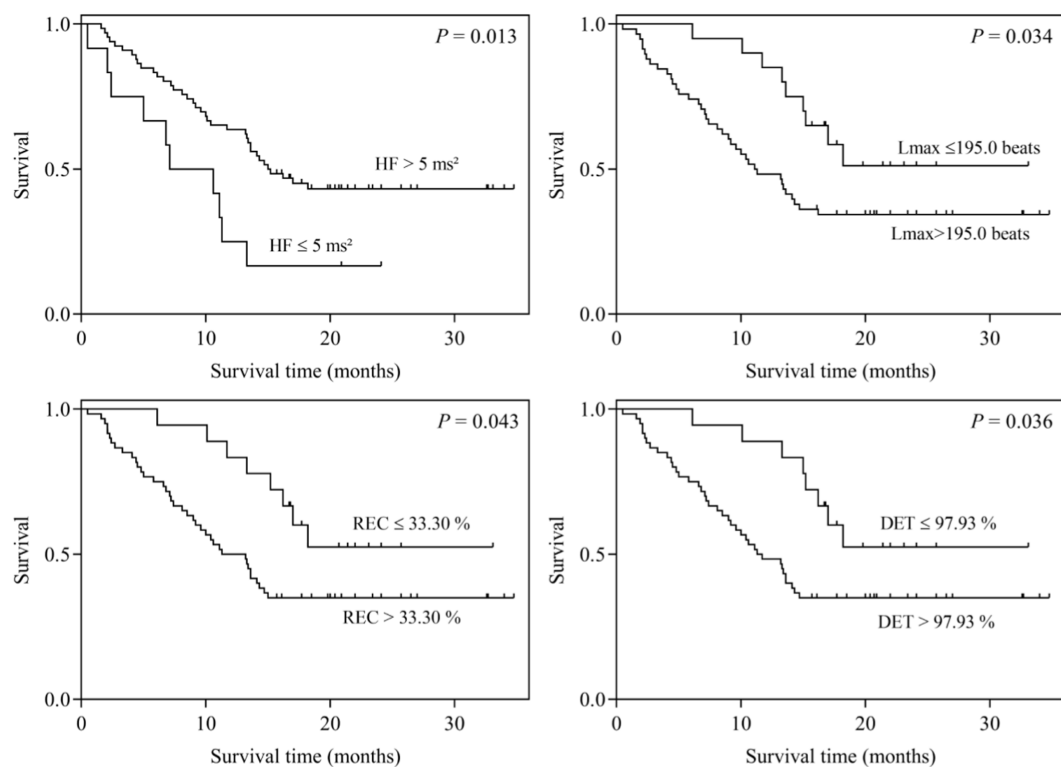 1.0
P = 0.013
Survival
0.5
HF > 5 ms²
HF ≤ 5 ms²
0.0
0
10
20
30
Survival time (months)
1.0
P = 0.034
Survival
0.5
Lmax ≤195.0 beats
Lmax>195.0 beats
0.0
0
10
20
30
Survival time (months)
1.0
P = 0.043
Survival
0.5
REC ≤ 33.30 %
REC > 33.30 %
0.0
0
10
20
30
Survival time (months)
1.0
P = 0.036
Survival
0.5
DET ≤ 97.93 %
DET > 97.93 %
0.0
0
10
20
30
Survival time (months)